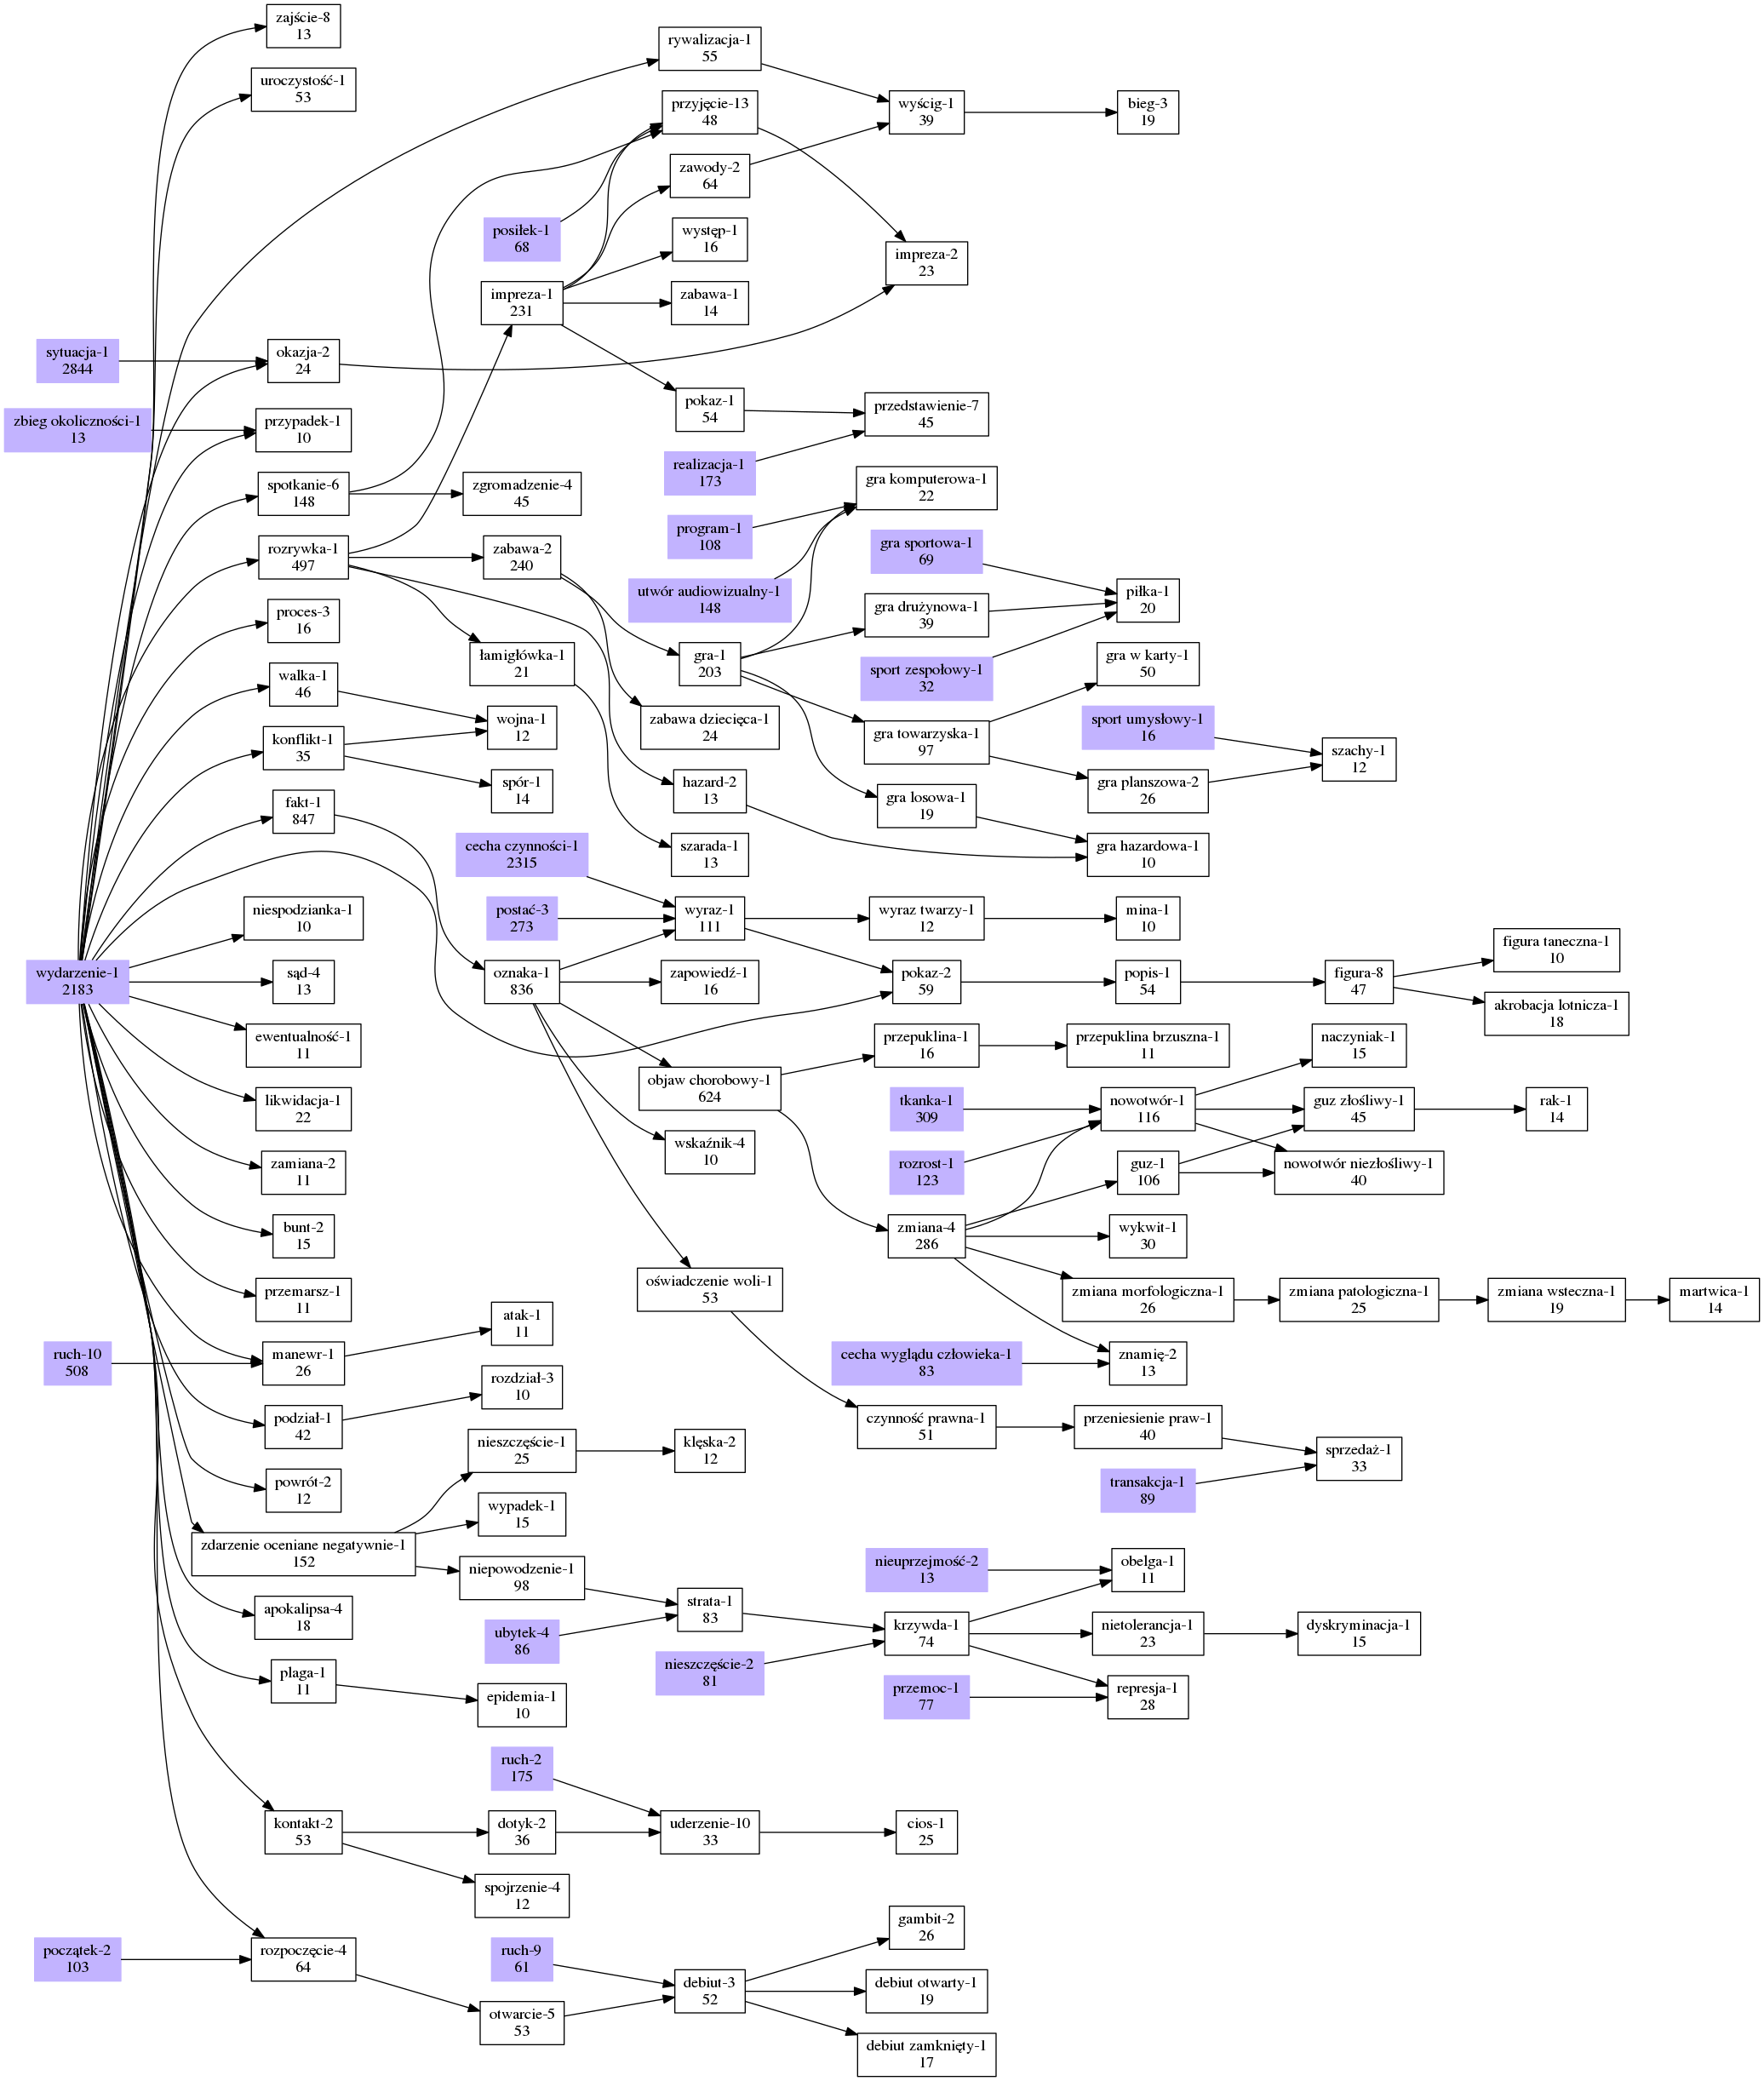 zajście-8
13
uroczystość-1
53
sytuacja-1
2844
okazja-2
24
zbieg okoliczności-1
13
przypadek-1
10
spotkanie-6
148
rozrywka-1
497
proces-3
16
walka-1
46
konflikt-1
35
fakt-1
847
niespodzianka-1
10
wydarzenie-1
2183
sąd-4
13
ewentualność-1
11
likwidacja-1
22
zamiana-2
11
bunt-2
15
przemarsz-1
11
ruch-10
508
manewr-1
26
podział-1
42
powrót-2
12
zdarzenie oceniane negatywnie-1
152
apokalipsa-4
18
plaga-1
11
kontakt-2
53
początek-2
103
rozpoczęcie-4
64
posiłek-1
68
impreza-1
231
zgromadzenie-4
45
zabawa-2
240
łamigłówka-1
21
wojna-1
12
spór-1
14
cecha czynności-1
2315
postać-3
273
oznaka-1
836
atak-1
11
rozdział-3
10
nieszczęście-1
25
wypadek-1
15
niepowodzenie-1
98
ubytek-4
86
epidemia-1
10
ruch-2
175
dotyk-2
36
spojrzenie-4
12
ruch-9
61
otwarcie-5
53
rywalizacja-1
55
przyjęcie-13
48
zawody-2
64
występ-1
16
zabawa-1
14
pokaz-1
54
realizacja-1
173
program-1
108
utwór audiowizualny-1
148
gra-1
203
zabawa dziecięca-1
24
hazard-2
13
szarada-1
13
wyraz-1
111
zapowiedź-1
16
objaw chorobowy-1
624
wskaźnik-4
10
oświadczenie woli-1
53
klęska-2
12
strata-1
83
nieszczęście-2
81
uderzenie-10
33
debiut-3
52
wyścig-1
39
impreza-2
23
przedstawienie-7
45
gra komputerowa-1
22
gra sportowa-1
69
gra drużynowa-1
39
sport zespołowy-1
32
gra towarzyska-1
97
gra losowa-1
19
wyraz twarzy-1
12
pokaz-2
59
przepuklina-1
16
tkanka-1
309
rozrost-1
123
zmiana-4
286
cecha wyglądu człowieka-1
83
czynność prawna-1
51
nieuprzejmość-2
13
krzywda-1
74
przemoc-1
77
cios-1
25
gambit-2
26
debiut otwarty-1
19
debiut zamknięty-1
17
bieg-3
19
piłka-1
20
gra w karty-1
50
sport umysłowy-1
16
gra planszowa-2
26
gra hazardowa-1
10
mina-1
10
popis-1
54
przepuklina brzuszna-1
11
nowotwór-1
116
guz-1
106
wykwit-1
30
zmiana morfologiczna-1
26
znamię-2
13
przeniesienie praw-1
40
transakcja-1
89
obelga-1
11
nietolerancja-1
23
represja-1
28
szachy-1
12
figura-8
47
naczyniak-1
15
guz złośliwy-1
45
nowotwór niezłośliwy-1
40
zmiana patologiczna-1
25
sprzedaż-1
33
dyskryminacja-1
15
figura taneczna-1
10
akrobacja lotnicza-1
18
rak-1
14
zmiana wsteczna-1
19
martwica-1
14